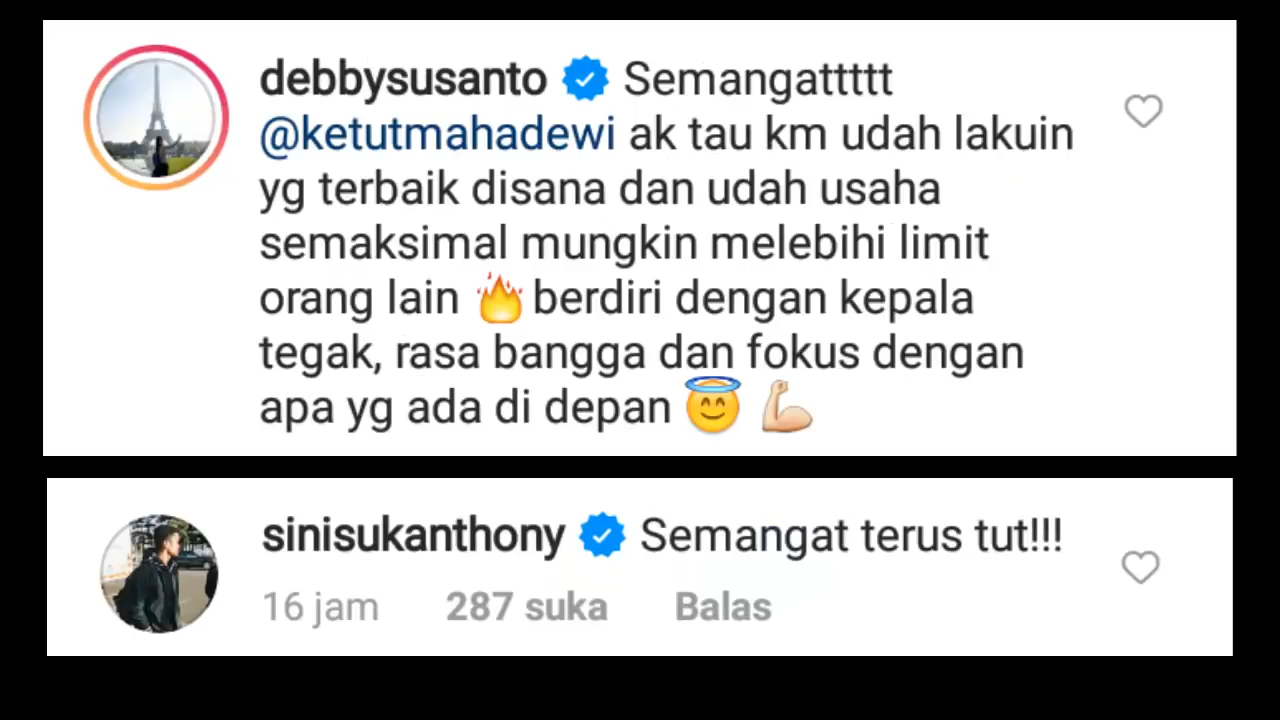 debbysusanto Semangattttt
@ketutmahadewi ak tau km udah lakuin
yg terbaik disana dan udah usaha
semaksimal mungkin melebihi limit
orang lain 🔥 berdiri dengan kepala
tegak, rasa bangga dan fokus dengan
apa yg ada di depan 😇 💪🏻
sinisukanthony Semangat terus tut!!!
16 jam 287 suka Balas